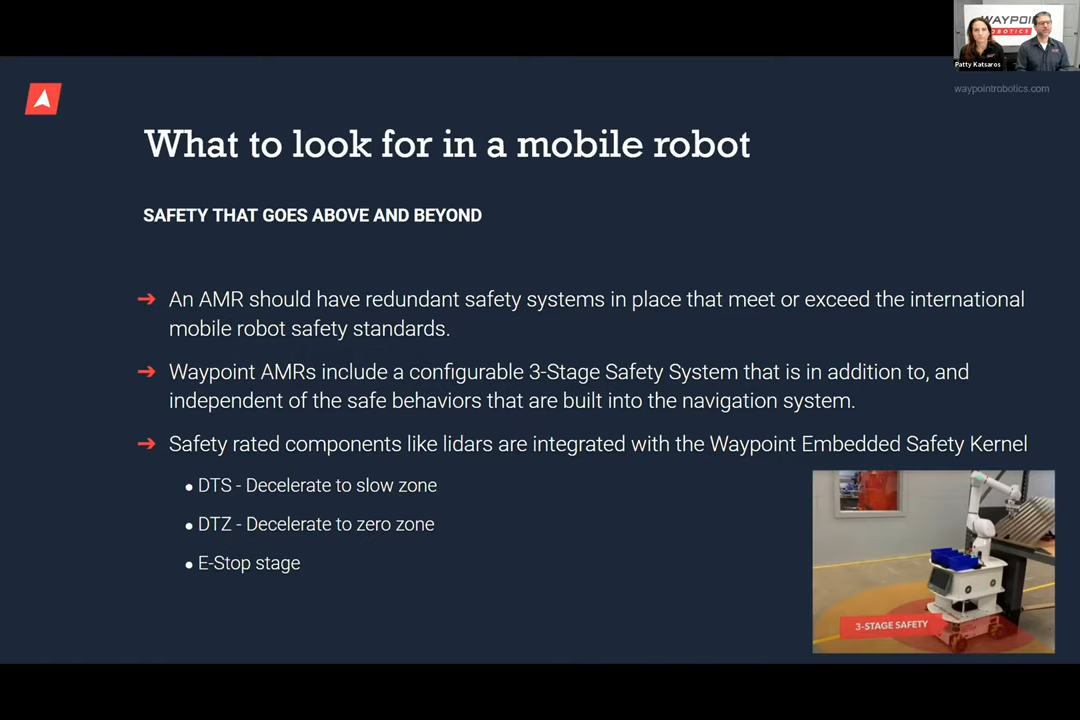 WAYPOI
ROBOTICS
Patty Katsaros
waypointrobotics.com
What to look for in a mobile robot
SAFETY THAT GOES ABOVE AND BEYOND
➔ An AMR should have redundant safety systems in place that meet or exceed the international
mobile robot safety standards.
➔ Waypoint AMRs include a configurable 3-Stage Safety System that is in addition to, and
independent of the safe behaviors that are built into the navigation system.
➔ Safety rated components like lidars are integrated with the Waypoint Embedded Safety Kernel
● DTS - Decelerate to slow zone
● DTZ - Decelerate to zero zone
● E-Stop stage
3-STAGE SAFETY